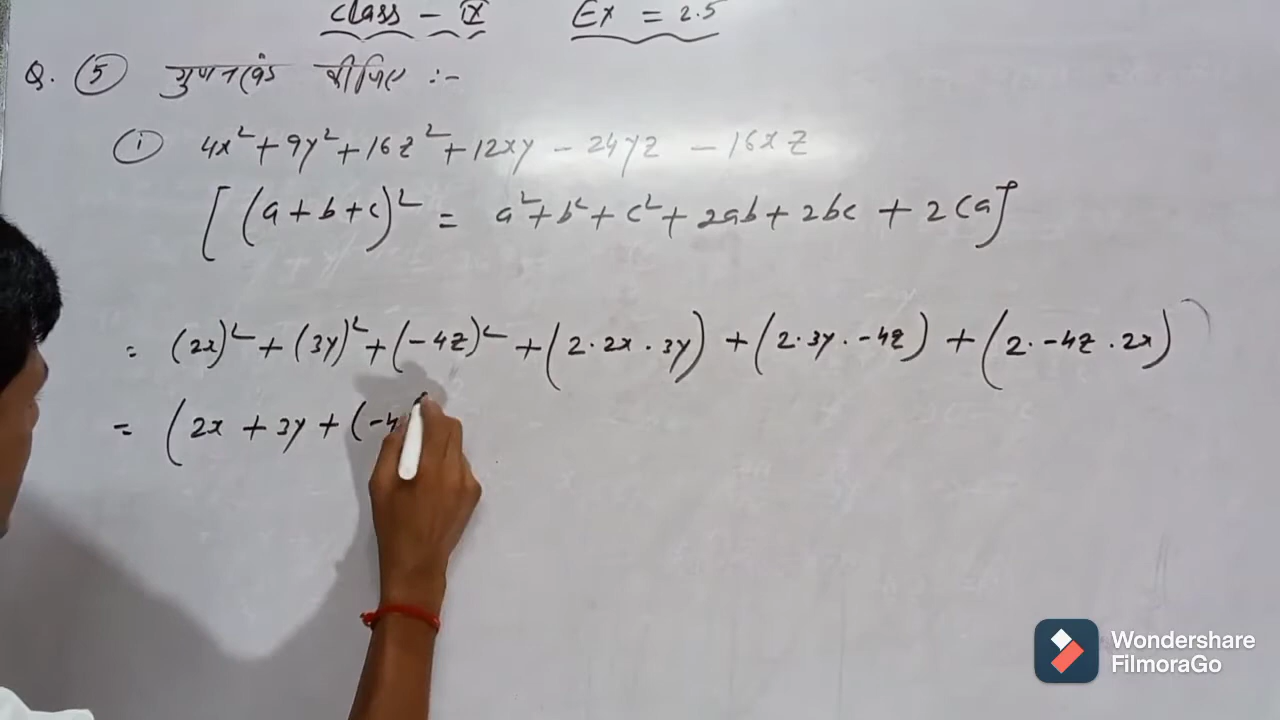 Class - IX Ex = 2.5
Q. (5) गुणनखंड कीजिए :-
(i) 4x² + 9y² + 16z² + 12xy - 24yz - 16xz
[(a + b + c)² = a² + b² + c² + 2ab + 2bc + 2ca]
= (2x)² + (3y)² + (-4z)² + (2·2x·3y) + (2·3y·-4z) + (2·-4z·2x)
= (2x + 3y + (-4
Wondershare
FilmoraGo